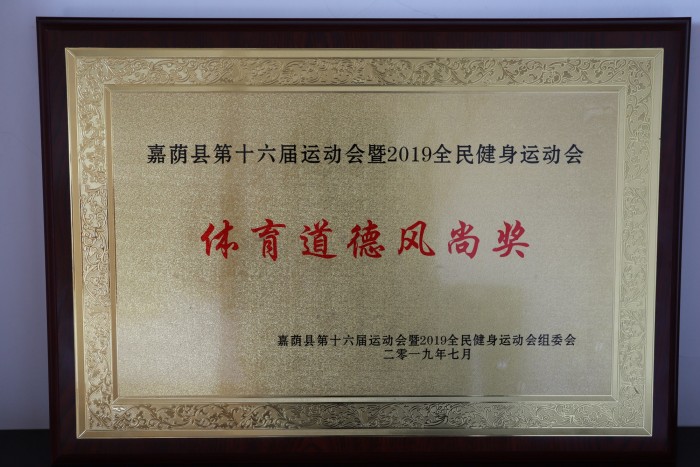 嘉荫县第十六届运动会暨2019全民健身运动会
体育道德风尚奖
嘉荫县第十六届运动会暨2019全民健身运动会组委会
二零一九年七月